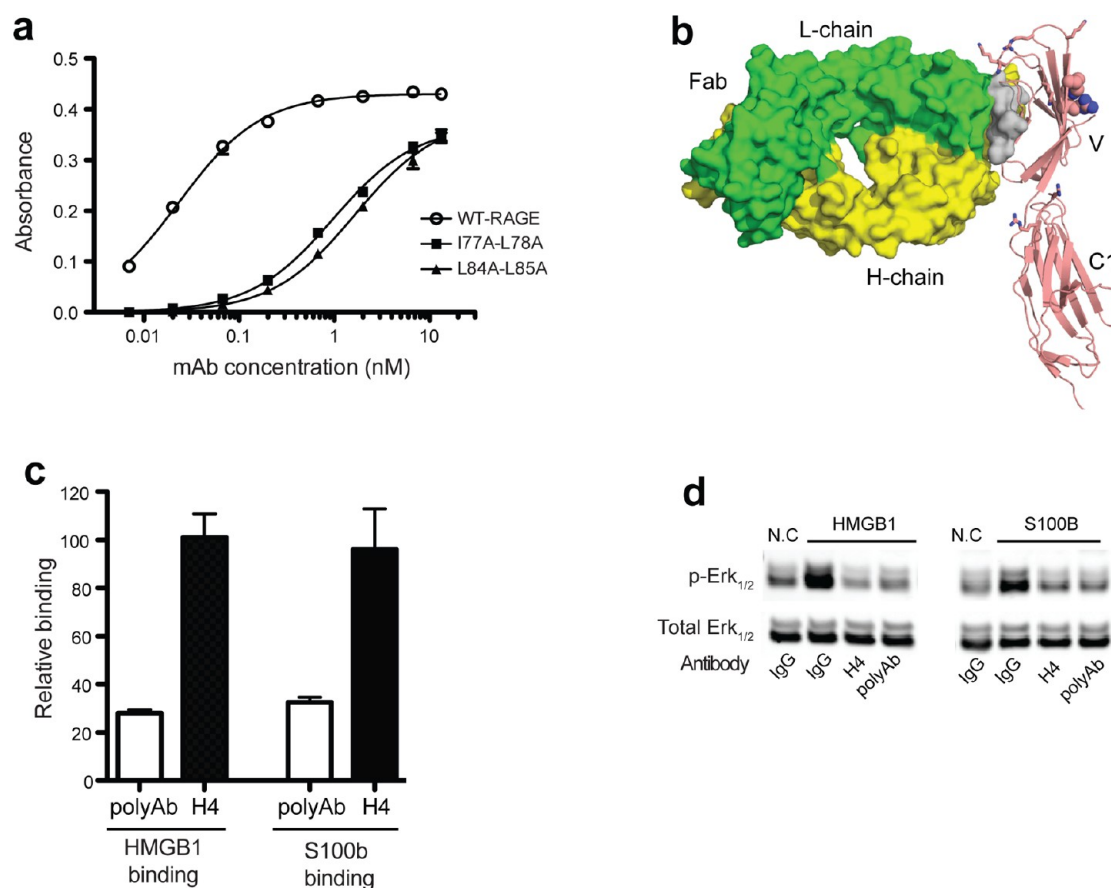 a
0.5
0.4
0.3
0.2
0.1
0.0
Absorbance
0.01
0.1
1
10
mAb concentration (nM)
WT-RAGE
I77A-L78A
L84A-L85A
b
L-chain
Fab
V
H-chain
C1
c
120
100
80
60
40
20
0
Relative binding
polyAb H4 polyAb H4
HMGB1 binding
S100b binding
d
N.C HMGB1 N.C S100B
p-Erk1/2
Total Erk1/2
Antibody
IgG IgG H4 polyAb IgG IgG H4 polyAb